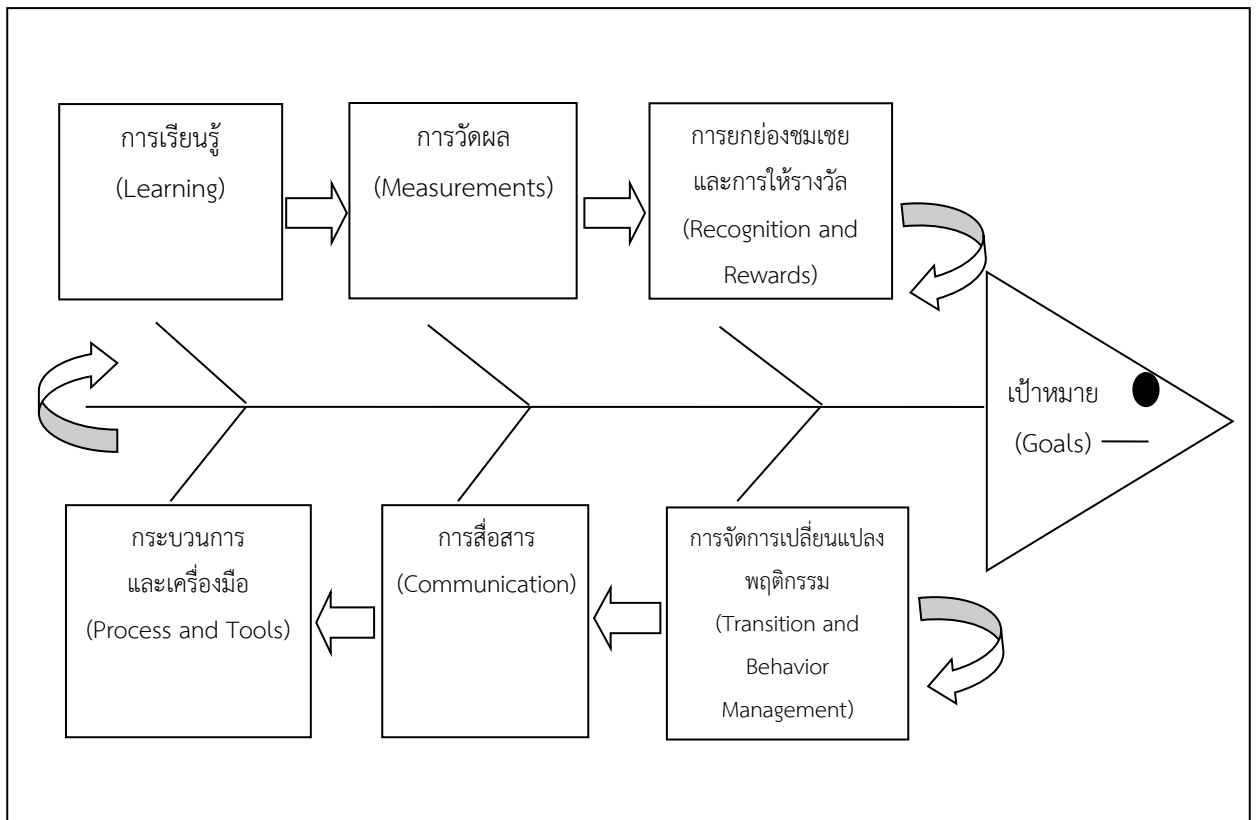 การเรียนรู้
(Learning)
การวัดผล
(Measurements)
การยกย่องชมเชย
และการให้รางวัล
(Recognition and
Rewards)
เป้าหมาย
(Goals)
กระบวนการ
และเครื่องมือ
(Process and Tools)
การสื่อสาร
(Communication)
การจัดการเปลี่ยนแปลง
พฤติกรรม
(Transition and
Behavior
Management)